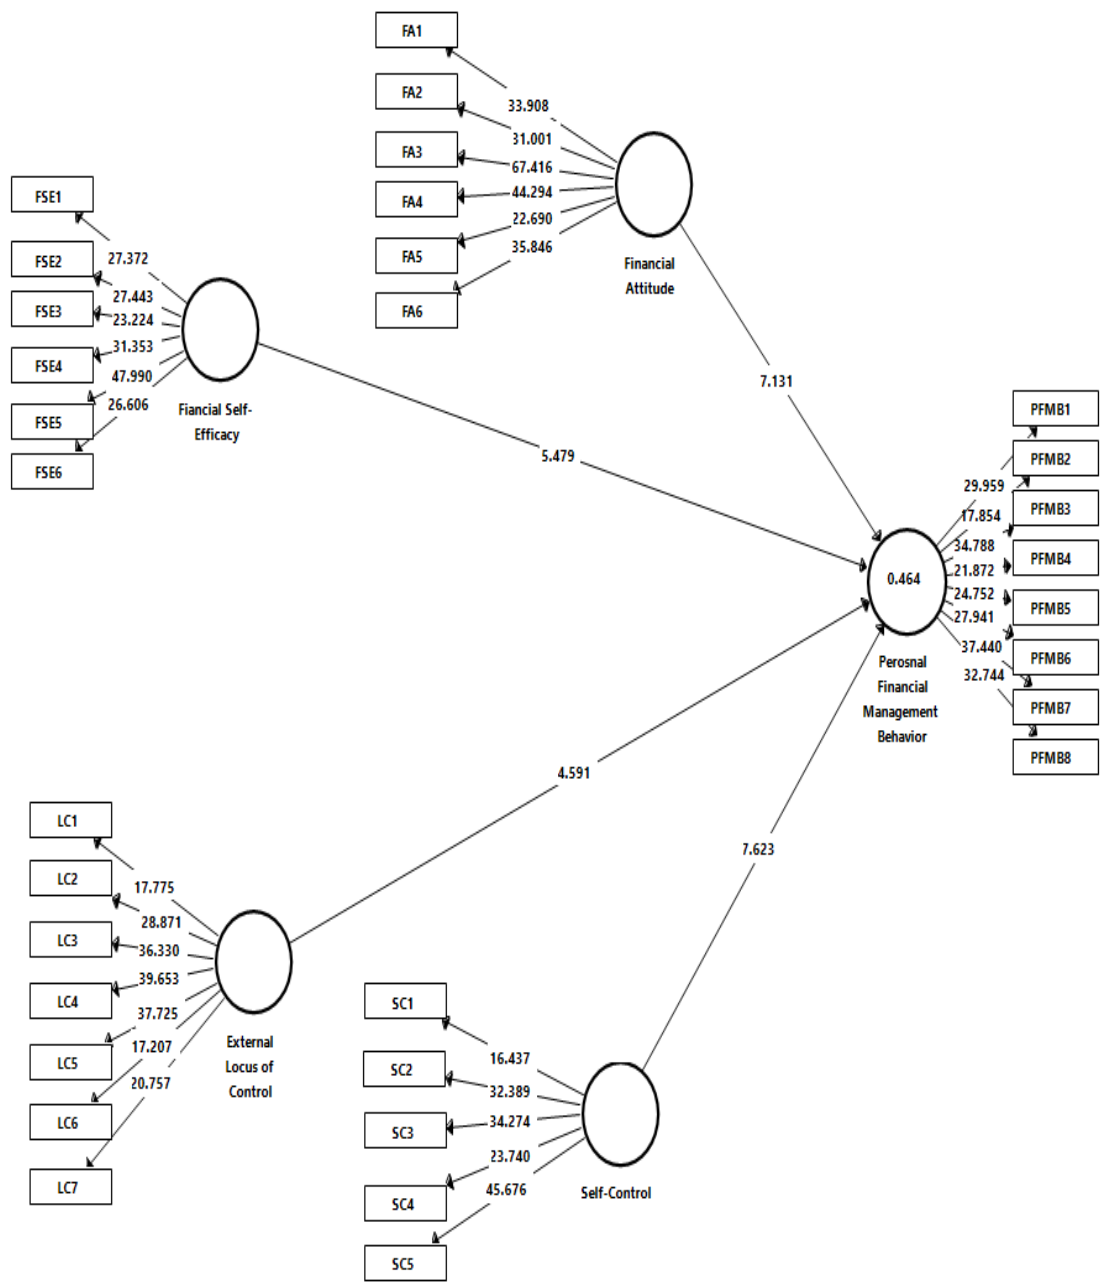 FA1
FA2
FA3
FA4
FA5
FA6
33.908
31.001
67.416
44.294
22.690
35.846
Financial
Attitude
FSE1
FSE2
FSE3
FSE4
FSE5
FSE6
27.372
27.443
23.224
31.353
47.990
26.606
Fiancial Self-
Efficacy
7.131
5.479
4.591
7.623
0.464
Perosnal
Financial
Management
Behavior
29.959
17.854
34.788
21.872
24.752
27.941
37.440
32.744
PFMB1
PFMB2
PFMB3
PFMB4
PFMB5
PFMB6
PFMB7
PFMB8
LC1
LC2
LC3
LC4
LC5
LC6
LC7
17.775
28.871
36.330
39.653
37.725
17.207
20.757
External
Locus of
Control
SC1
SC2
SC3
SC4
SC5
16.437
32.389
34.274
23.740
45.676
Self-Control